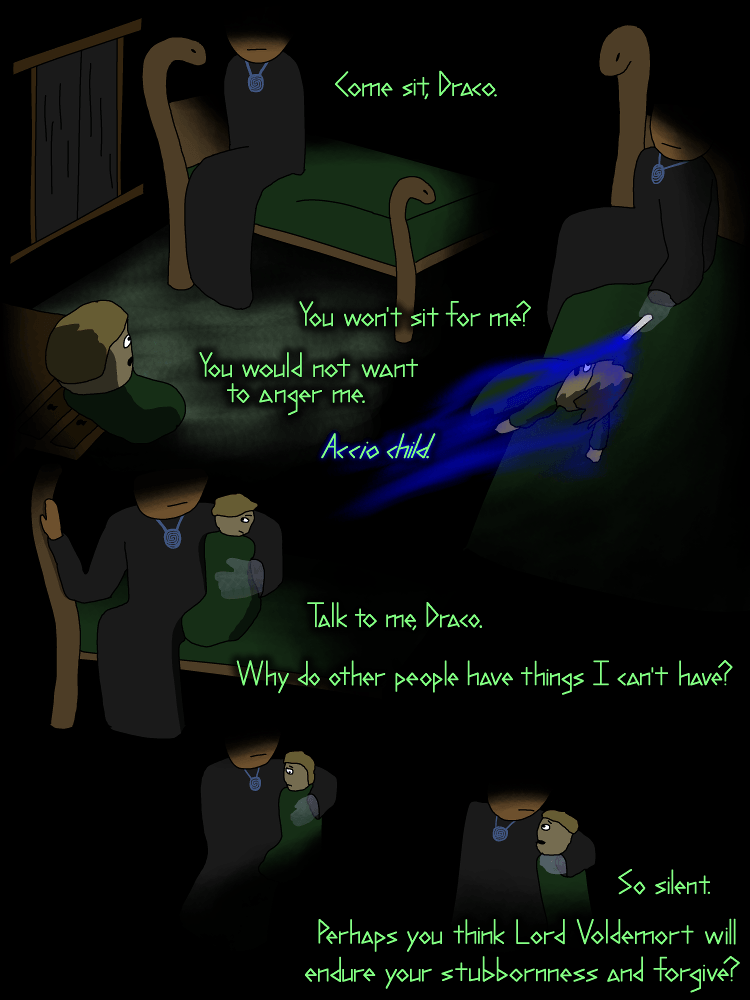 Come sit, Draco.
You won't sit for me?
You would not want
to anger me.
Accio child.
Talk to me, Draco.
Why do other people have things I can't have?
So silent.
Perhaps you think Lord Voldemort will
endure your stubbornness and forgive?